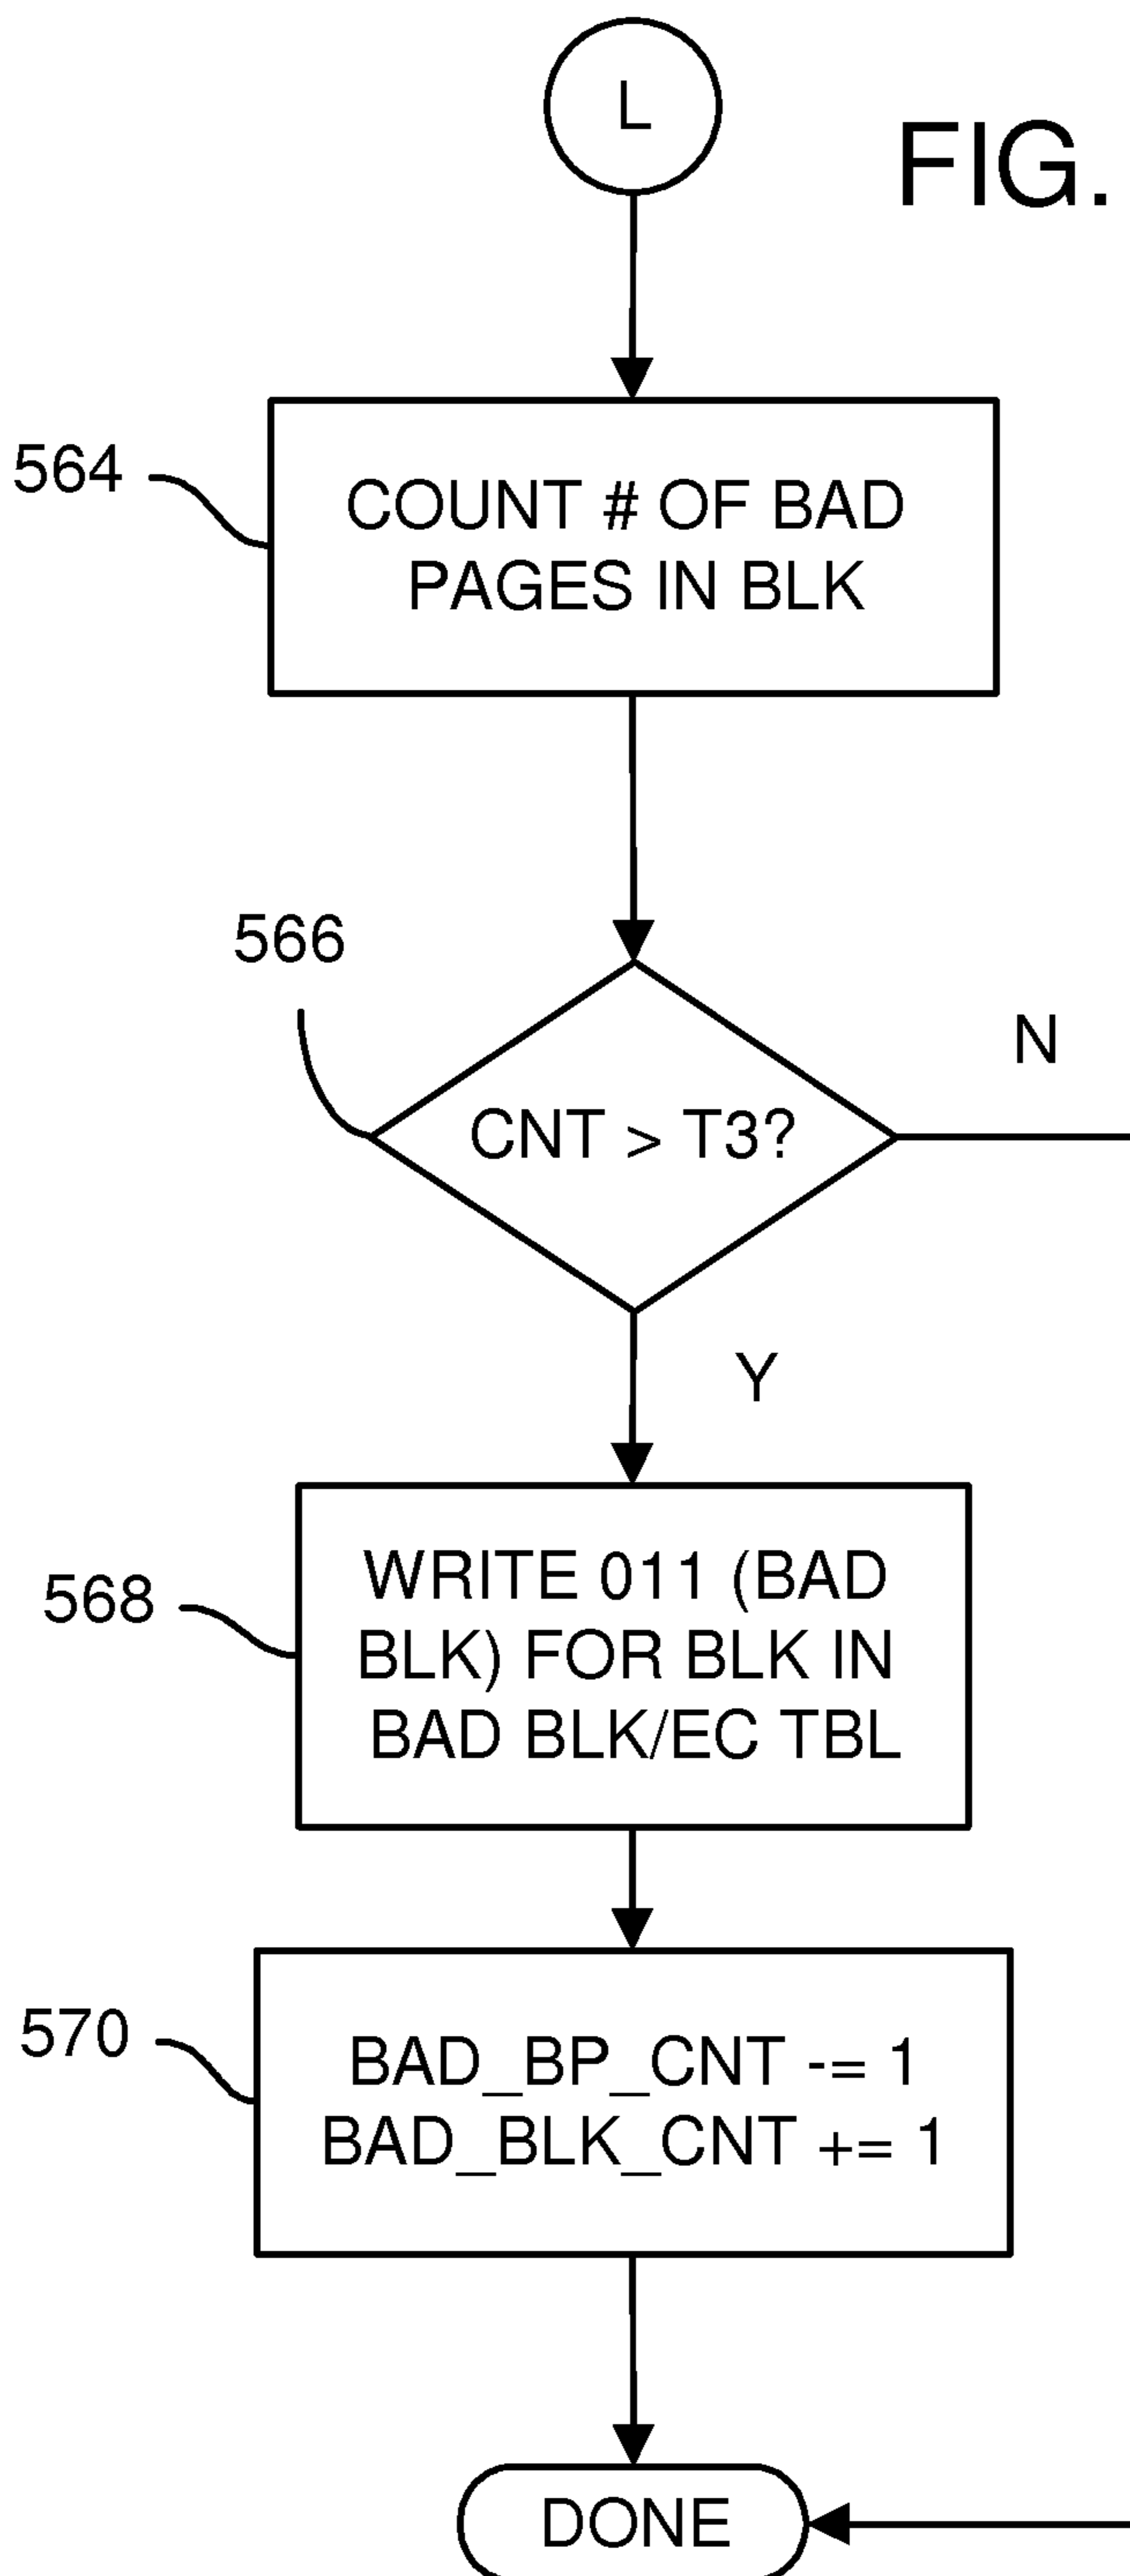 L
FIG.
564
COUNT # OF BAD
PAGES IN BLK
566
N
CNT > T3?
Y
568
WRITE 011 (BAD
BLK) FOR BLK IN
BAD BLK/EC TBL
570
BAD_BP_CNT -= 1
BAD_BLK_CNT += 1
DONE